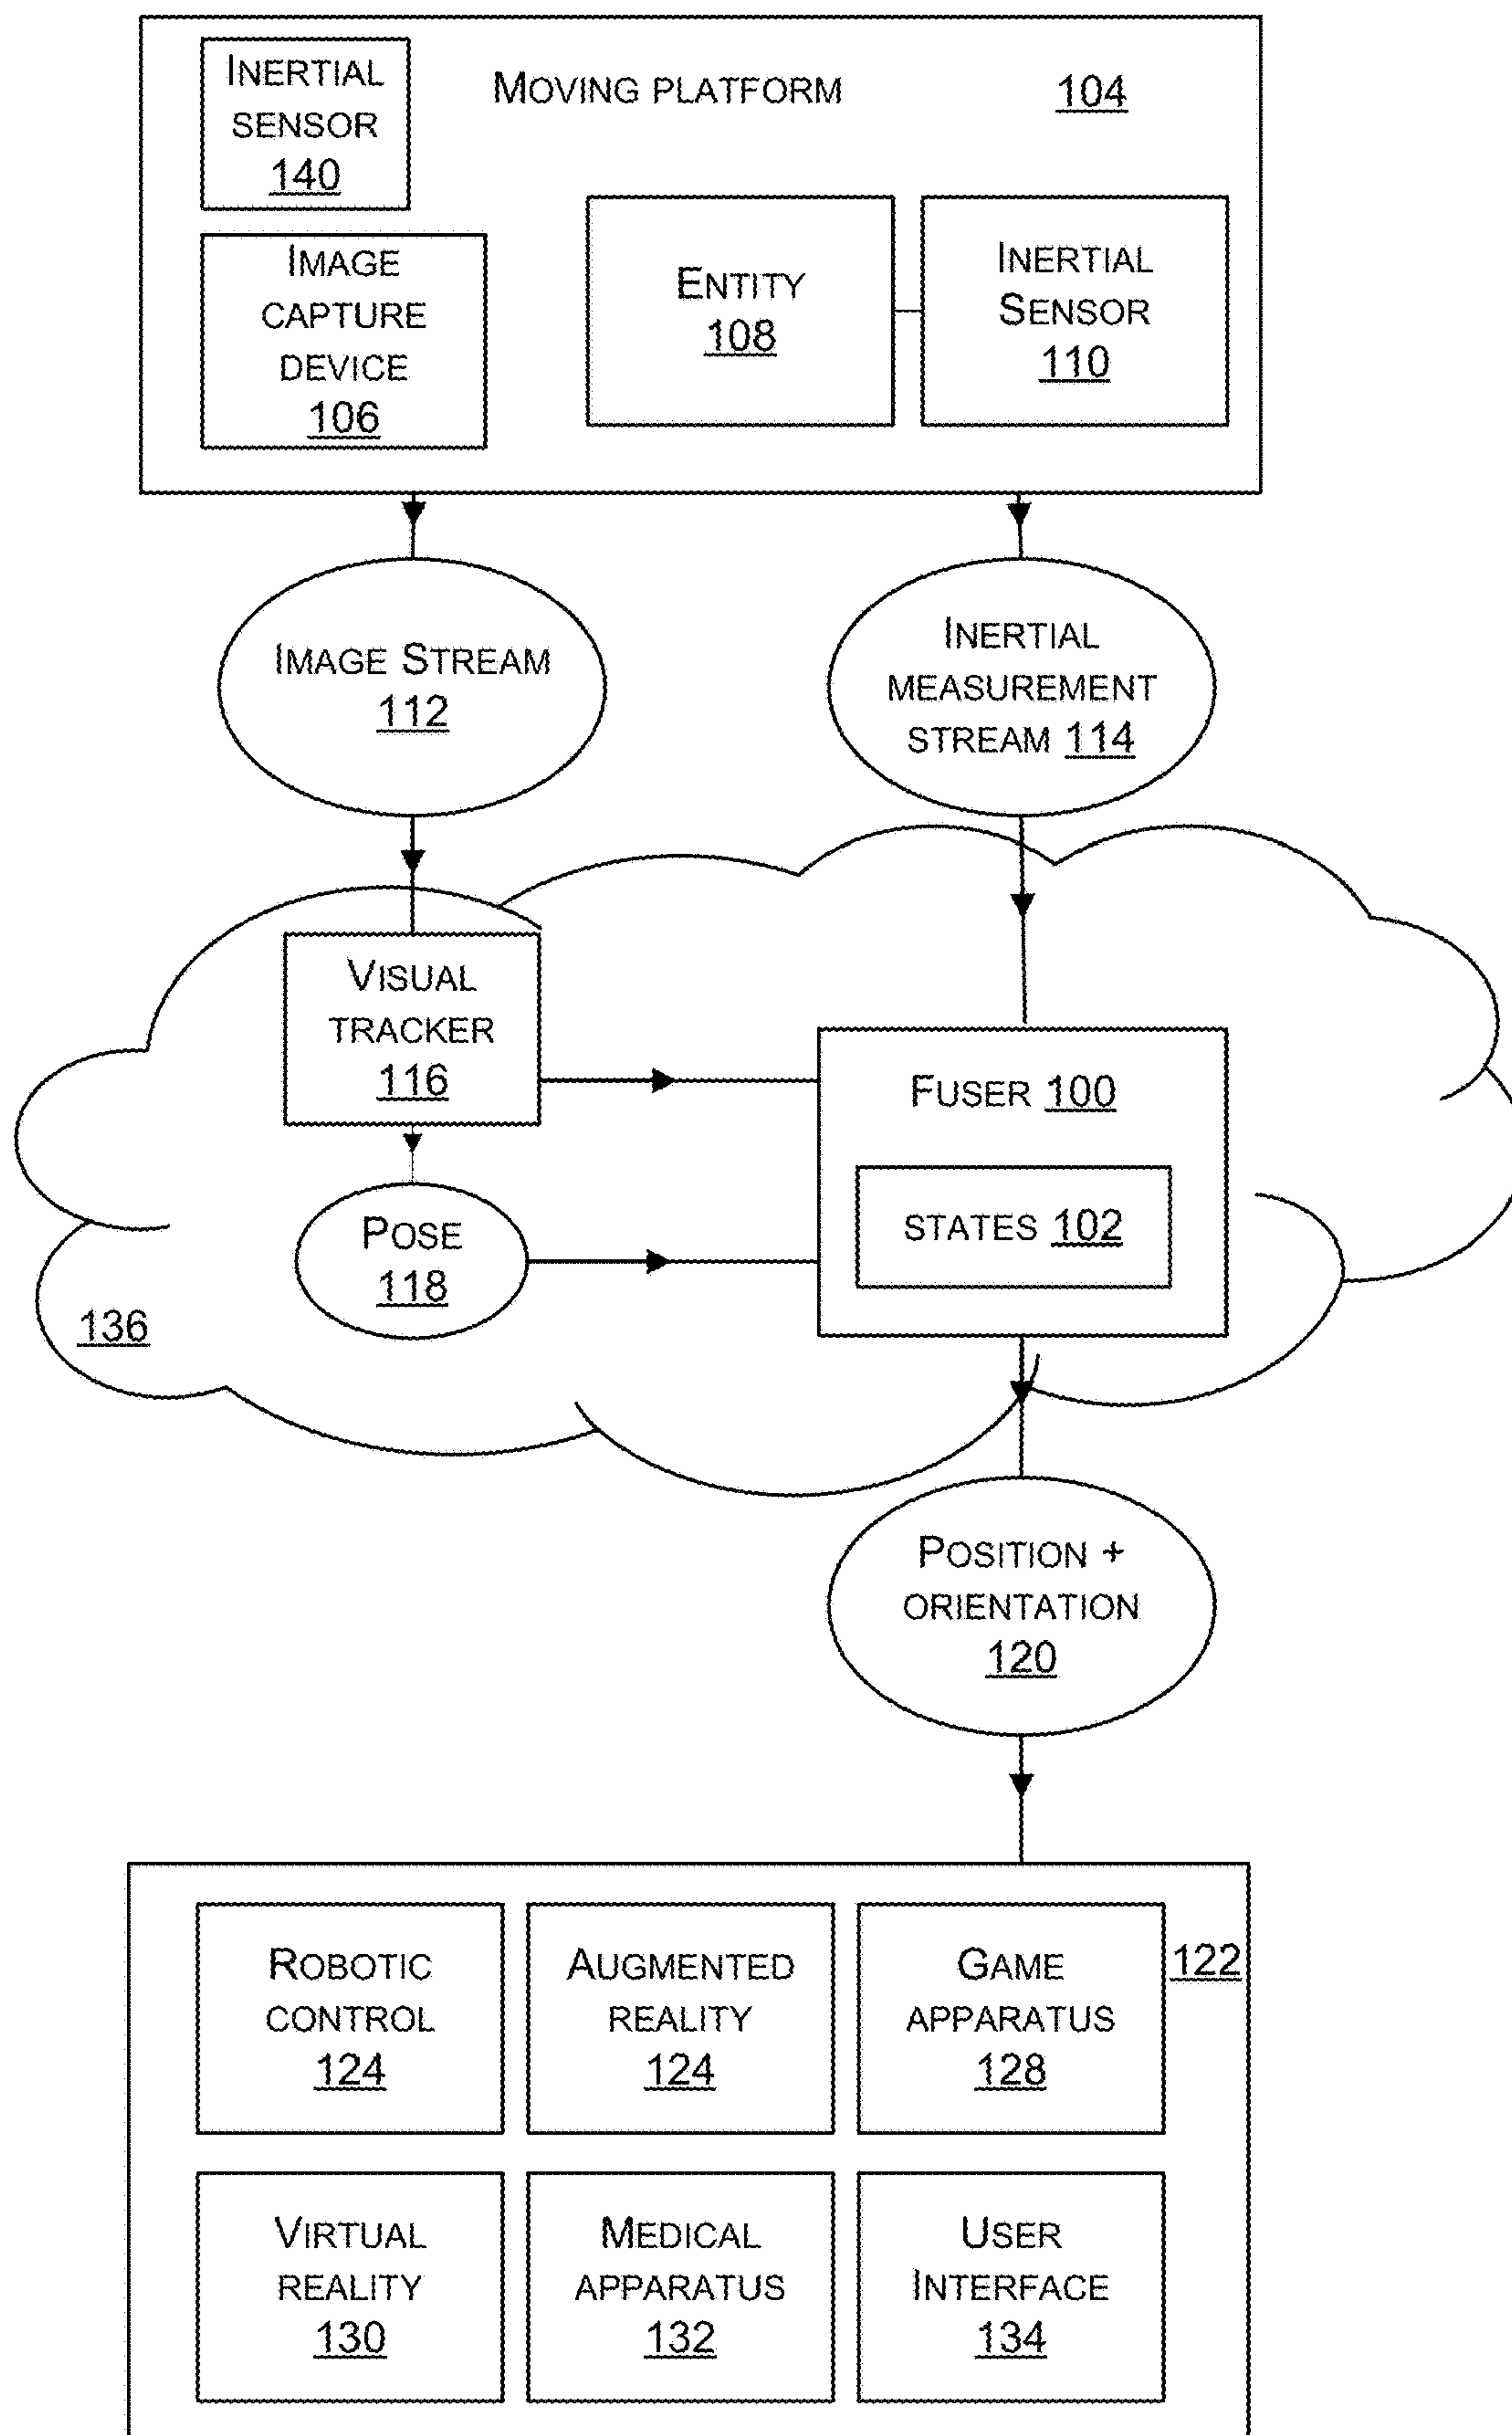 Inertial
sensor
140
Moving platform
104
Image
capture
device
106
Entity
108
Inertial
Sensor
110
Image Stream
112
Inertial
measurement
stream 114
Visual
tracker
116
Fuser 100
states 102
Pose
118
136
Position +
orientation
120
Robotic
control
124
Augmented
reality
124
Game
apparatus
128
122
Virtual
reality
130
Medical
apparatus
132
User
Interface
134